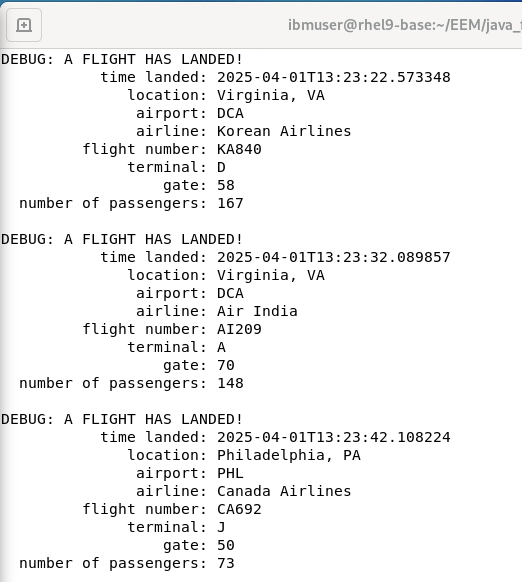 ibmuser@rhel9-base:~/EEM/java_
DEBUG: A FLIGHT HAS LANDED!
time landed: 2025-04-01T13:23:22.573348
location: Virginia, VA
airport: DCA
airline: Korean Airlines
flight number: KA840
terminal: D
gate: 58
number of passengers: 167
DEBUG: A FLIGHT HAS LANDED!
time landed: 2025-04-01T13:23:32.089857
location: Virginia, VA
airport: DCA
airline: Air India
flight number: AI209
terminal: A
gate: 70
number of passengers: 148
DEBUG: A FLIGHT HAS LANDED!
time landed: 2025-04-01T13:23:42.108224
location: Philadelphia, PA
airport: PHL
airline: Canada Airlines
flight number: CA692
terminal: J
gate: 50
number of passengers: 73